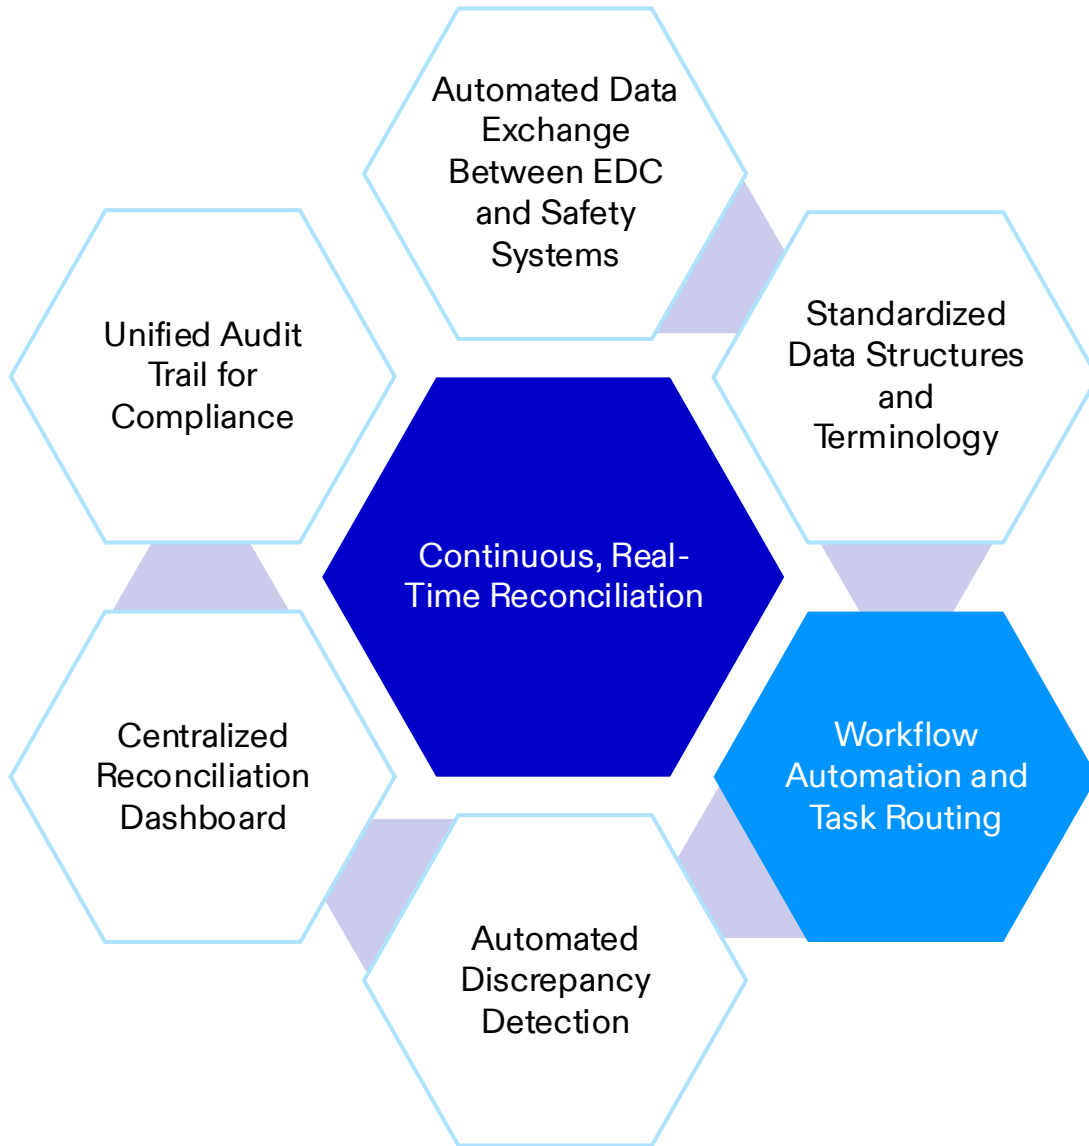 Automated Data
Exchange
Between EDC
and Safety
Systems
Standardized
Data Structures
and
Terminology
Workflow
Automation and
Task Routing
Automated
Discrepancy
Detection
Centralized
Reconciliation
Dashboard
Unified Audit
Trail for
Compliance
Continuous, Real-
Time Reconciliation